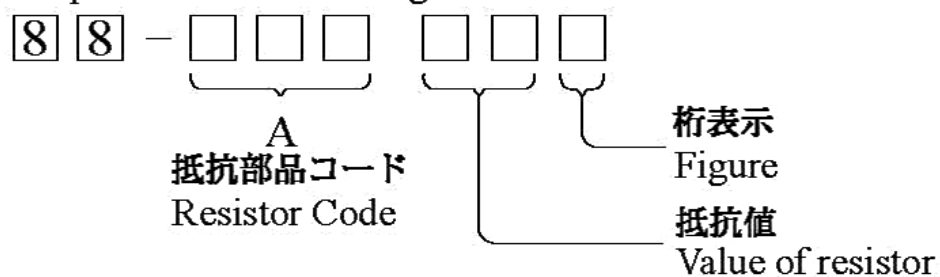 8 8 - □ □ □ □ □ □
A
抵抗部品コード
Resistor Code
桁表示
Figure
抵抗値
Value of resistor